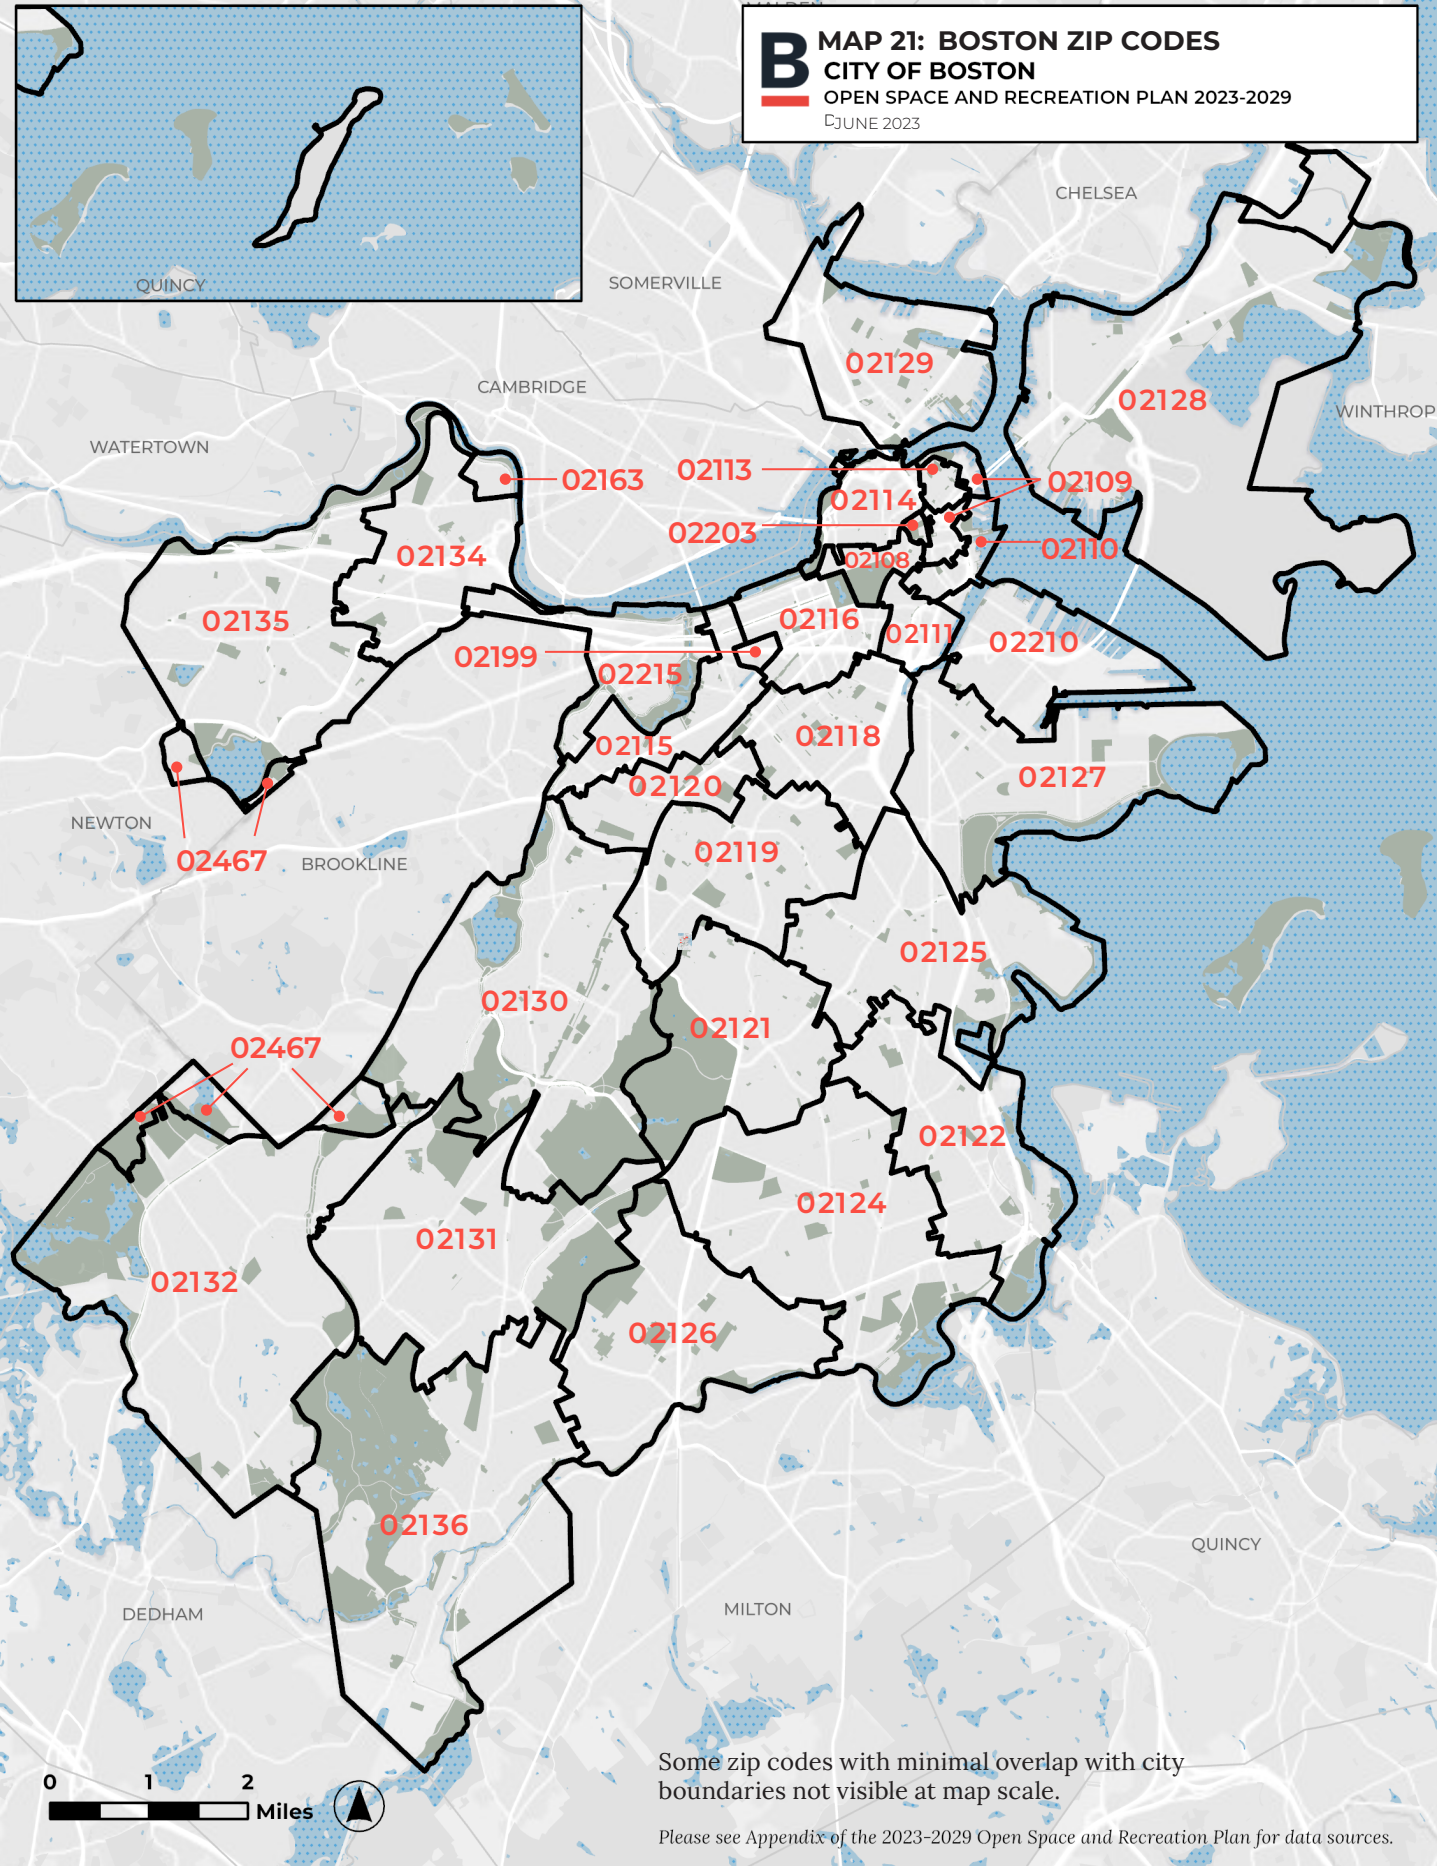 MAP 21: BOSTON ZIP CODES
CITY OF BOSTON
OPEN SPACE AND RECREATION PLAN 2023-2029
JUNE 2023
B
CHELSEA
QUINCY
SOMERVILLE
02129
CAMBRIDGE
02128
WINTHROP
WATERTOWN
02163
02113
02109
02114
02203
02134
02110
02108
02135
02116
02111
02210
02199
02215
02118
02115
02127
02120
NEWTON
02467
BROOKLINE
02119
02125
02130
02121
02467
02122
02124
02131
02132
02126
02136
QUINCY
DEDHAM
MILTON
Some zip codes with minimal overlap with city
boundaries not visible at map scale.
0 1 2
Miles
Please see Appendix of the 2023-2029 Open Space and Recreation Plan for data sources.